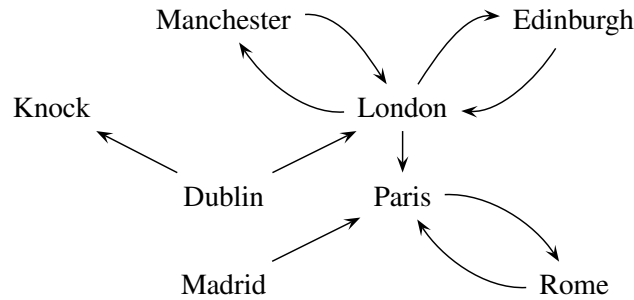 Manchester
Edinburgh
Knock
London
Dublin
Paris
Madrid
Rome